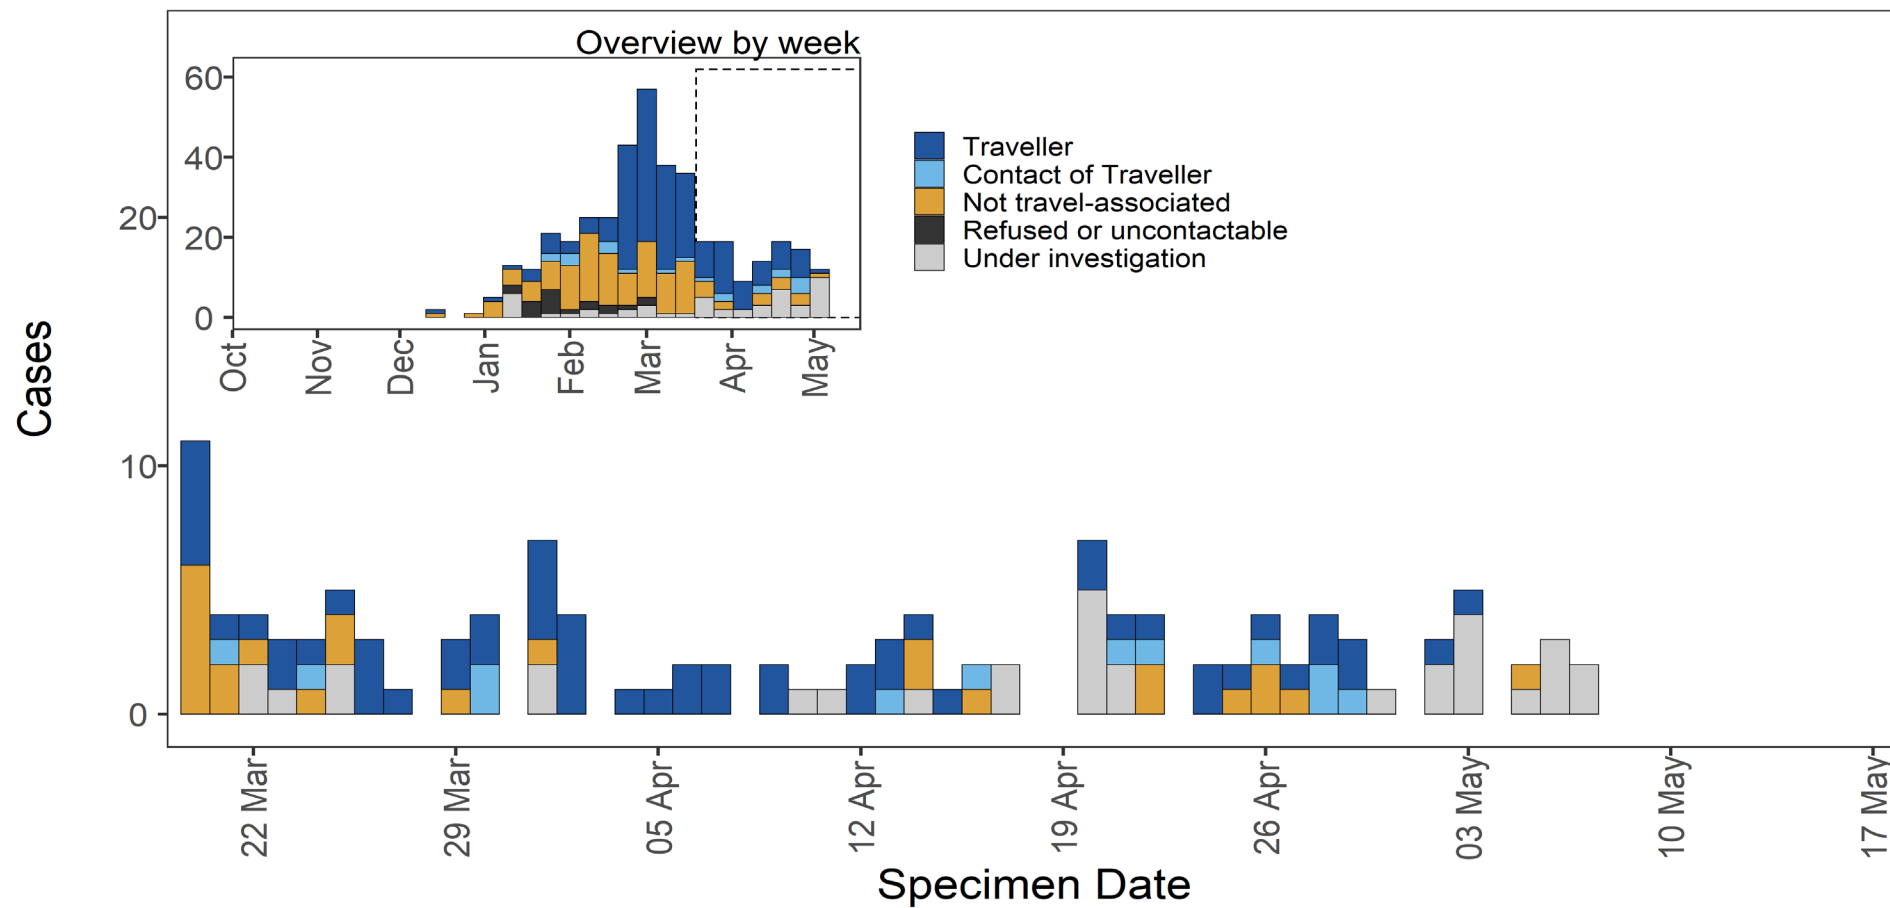 Overview by week
60
40
20
0
Oct
Nov
Dec
Jan
Feb
Mar
Apr
May
Traveller
Contact of Traveller
Not travel-associated
Refused or uncontactable
Under investigation
Cases
20
10
0
22 Mar
29 Mar
05 Apr
12 Apr
19 Apr
26 Apr
03 May
10 May
17 May
Specimen Date